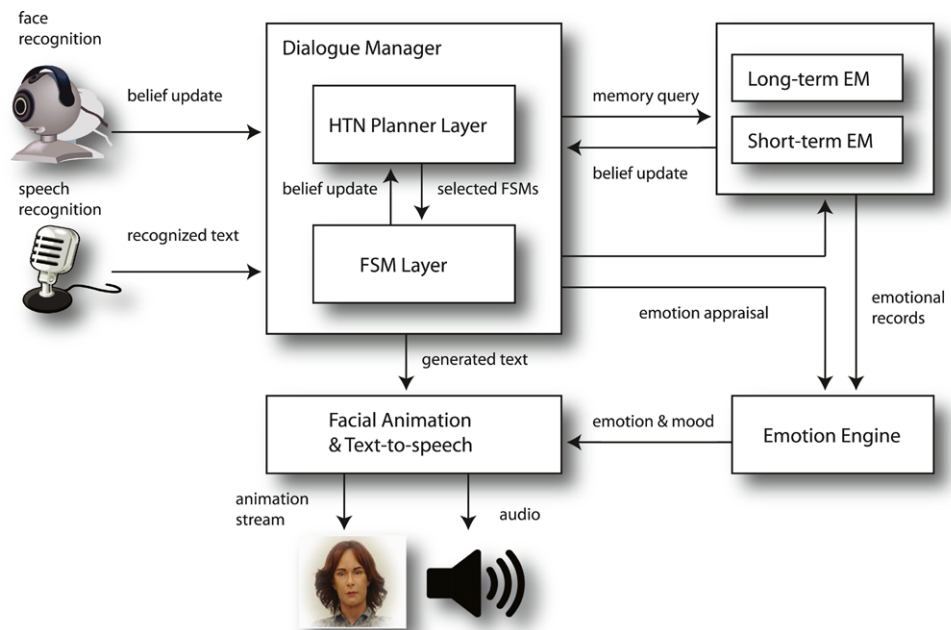 face
recognition
belief update
speech
recognition
recognized text
Dialogue Manager
HTN Planner Layer
belief update
selected FSMs
FSM Layer
memory query
belief update
Long-term EM
Short-term EM
emotion appraisal
emotional
records
generated text
Facial Animation
& Text-to-speech
emotion & mood
Emotion Engine
animation
stream
audio